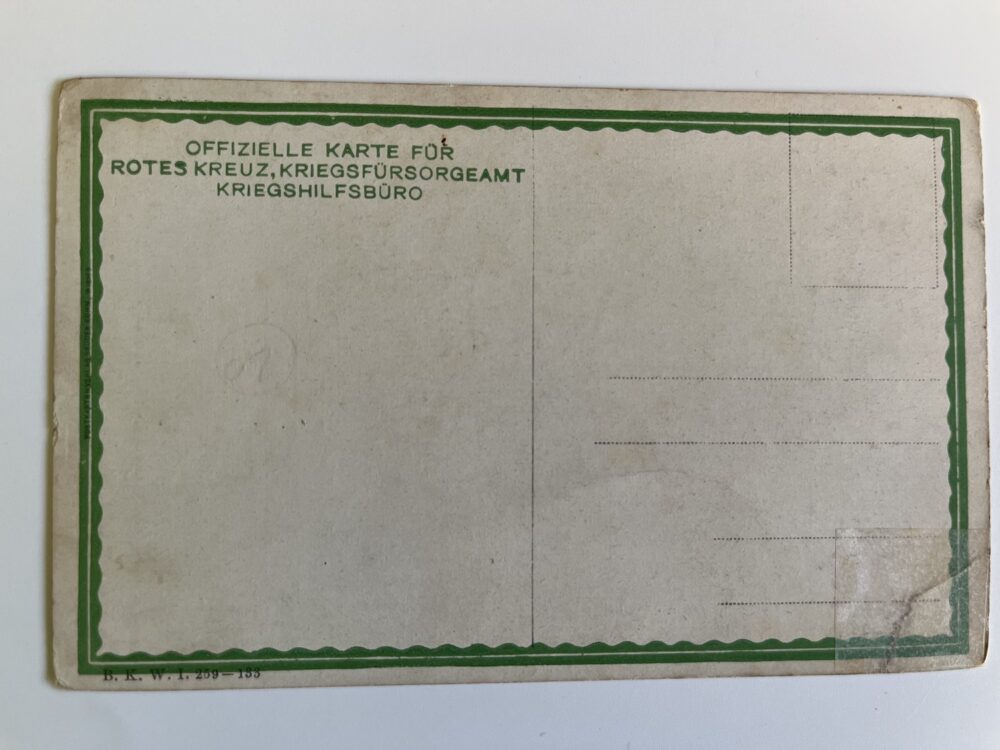 OFFIZIELLE KARTE FÜR
ROTES KREUZ, KRIEGSFÜRSORGEAMT
KRIEGSHILFSBÜRO
B. K. W. I. 259—133